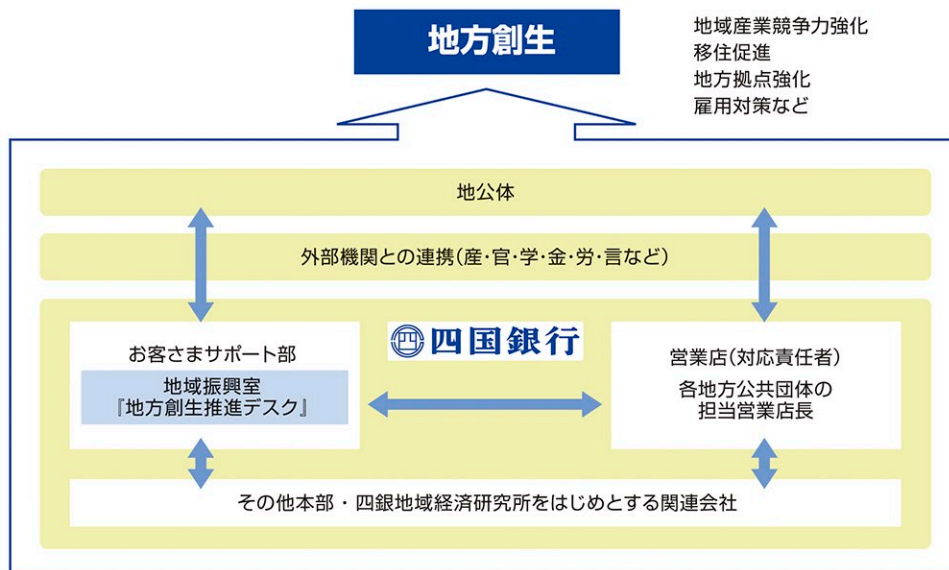 地方創生
地域産業競争力強化
移住促進
地方拠点強化
雇用対策など
地公体
外部機関との連携(産・官・学・金・労・言など)
四国銀行
お客さまサポート部
地域振興室
『地方創生推進デスク』
営業店(対応責任者)
各地方公共団体の
担当営業店長
その他本部・四銀地域経済研究所をはじめとする関連会社